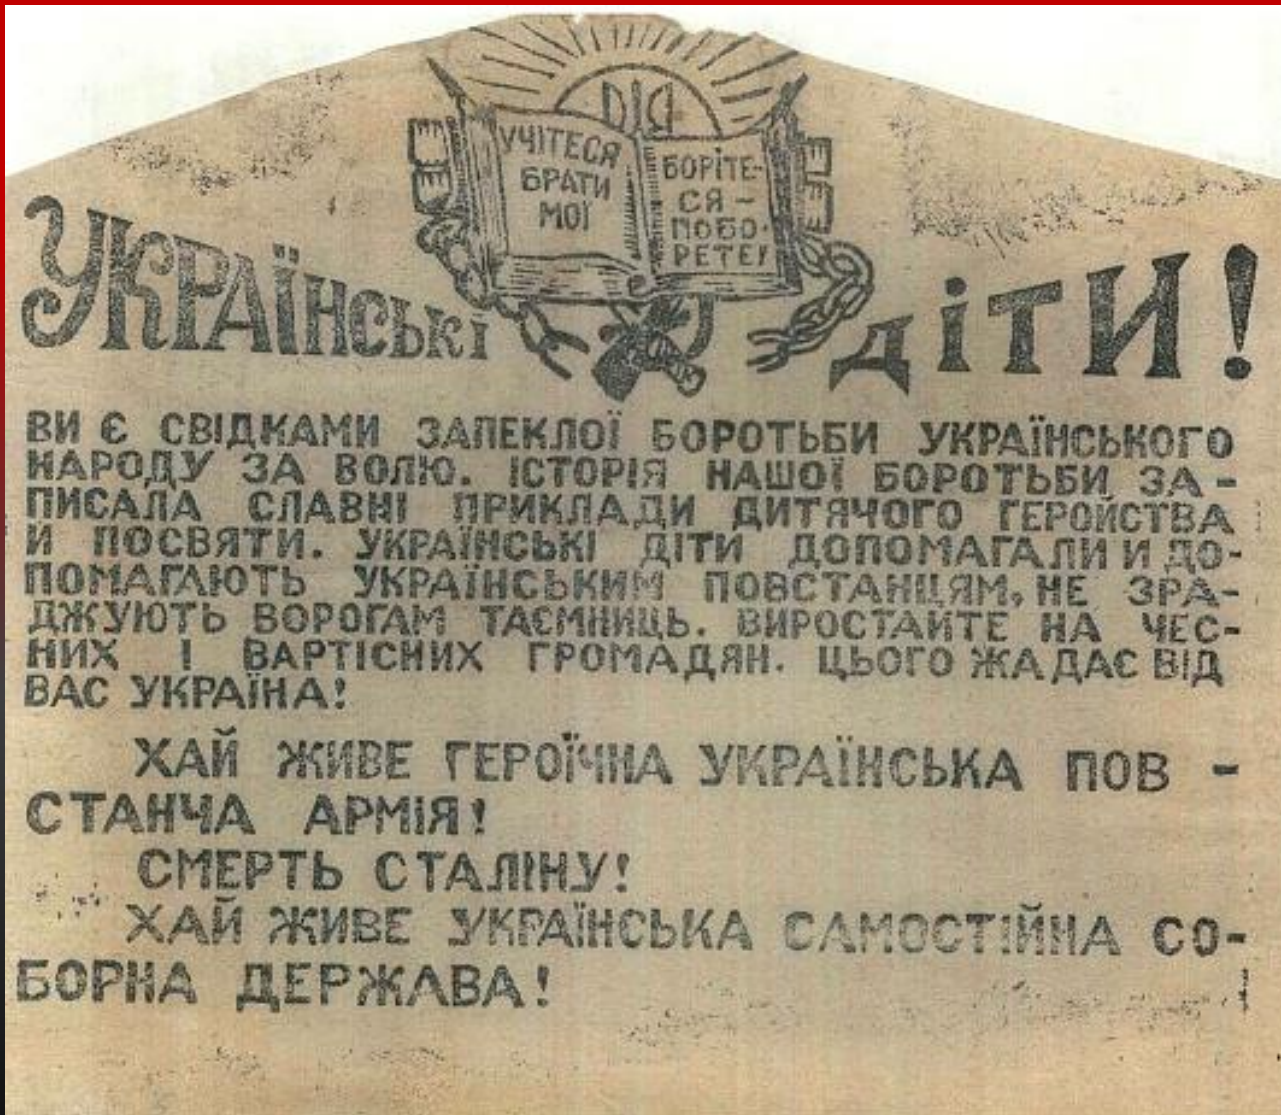 УЧІТЕСЯ
БРАТИ
МОЇ
БОРІТЕ-
СЯ –
ПОБО-
РЕТЕ!
УКРАЇНСЬКІ ДІТИ!
ВИ Є СВІДКАМИ ЗАПЕКЛОЇ БОРОТЬБИ УКРАЇНСЬКОГО
НАРОДУ ЗА ВОЛЮ. ІСТОРІЯ НАШОЇ БОРОТЬБИ ЗА-
ПИСАЛА СЛАВНІ ПРИКЛАДИ ДИТЯЧОГО ГЕРОЙСТВА
Й ПОСВЯТИ. УКРАЇНСЬКІ ДІТИ ДОПОМАГАЛИ Й ДО-
ПОМАГАЮТЬ УКРАЇНСЬКИМ ПОВСТАНЦЯМ, НЕ ЗРА-
ДЖУЮТЬ ВОРОГАМ ТАЄМНИЦЬ. ВИРОСТАЙТЕ НА ЧЕС-
НИХ І ВАРТІСНИХ ГРОМАДЯН. ЦЬОГО ЖАДАЄ ВІД
ВАС УКРАЇНА!
ХАЙ ЖИВЕ ГЕРОЇЧНА УКРАЇНСЬКА ПОВ -
СТАНЧА АРМІЯ!
СМЕРТЬ СТАЛІНУ!
ХАЙ ЖИВЕ УКРАЇНСЬКА САМОСТІЙНА СО-
БОРНА ДЕРЖАВА!